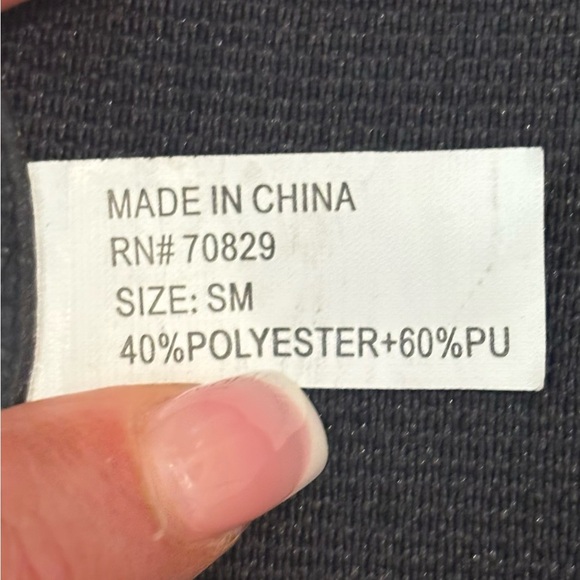 MADE IN CHINA
RN# 70829
SIZE: SM
40%POLYESTER+60%PU